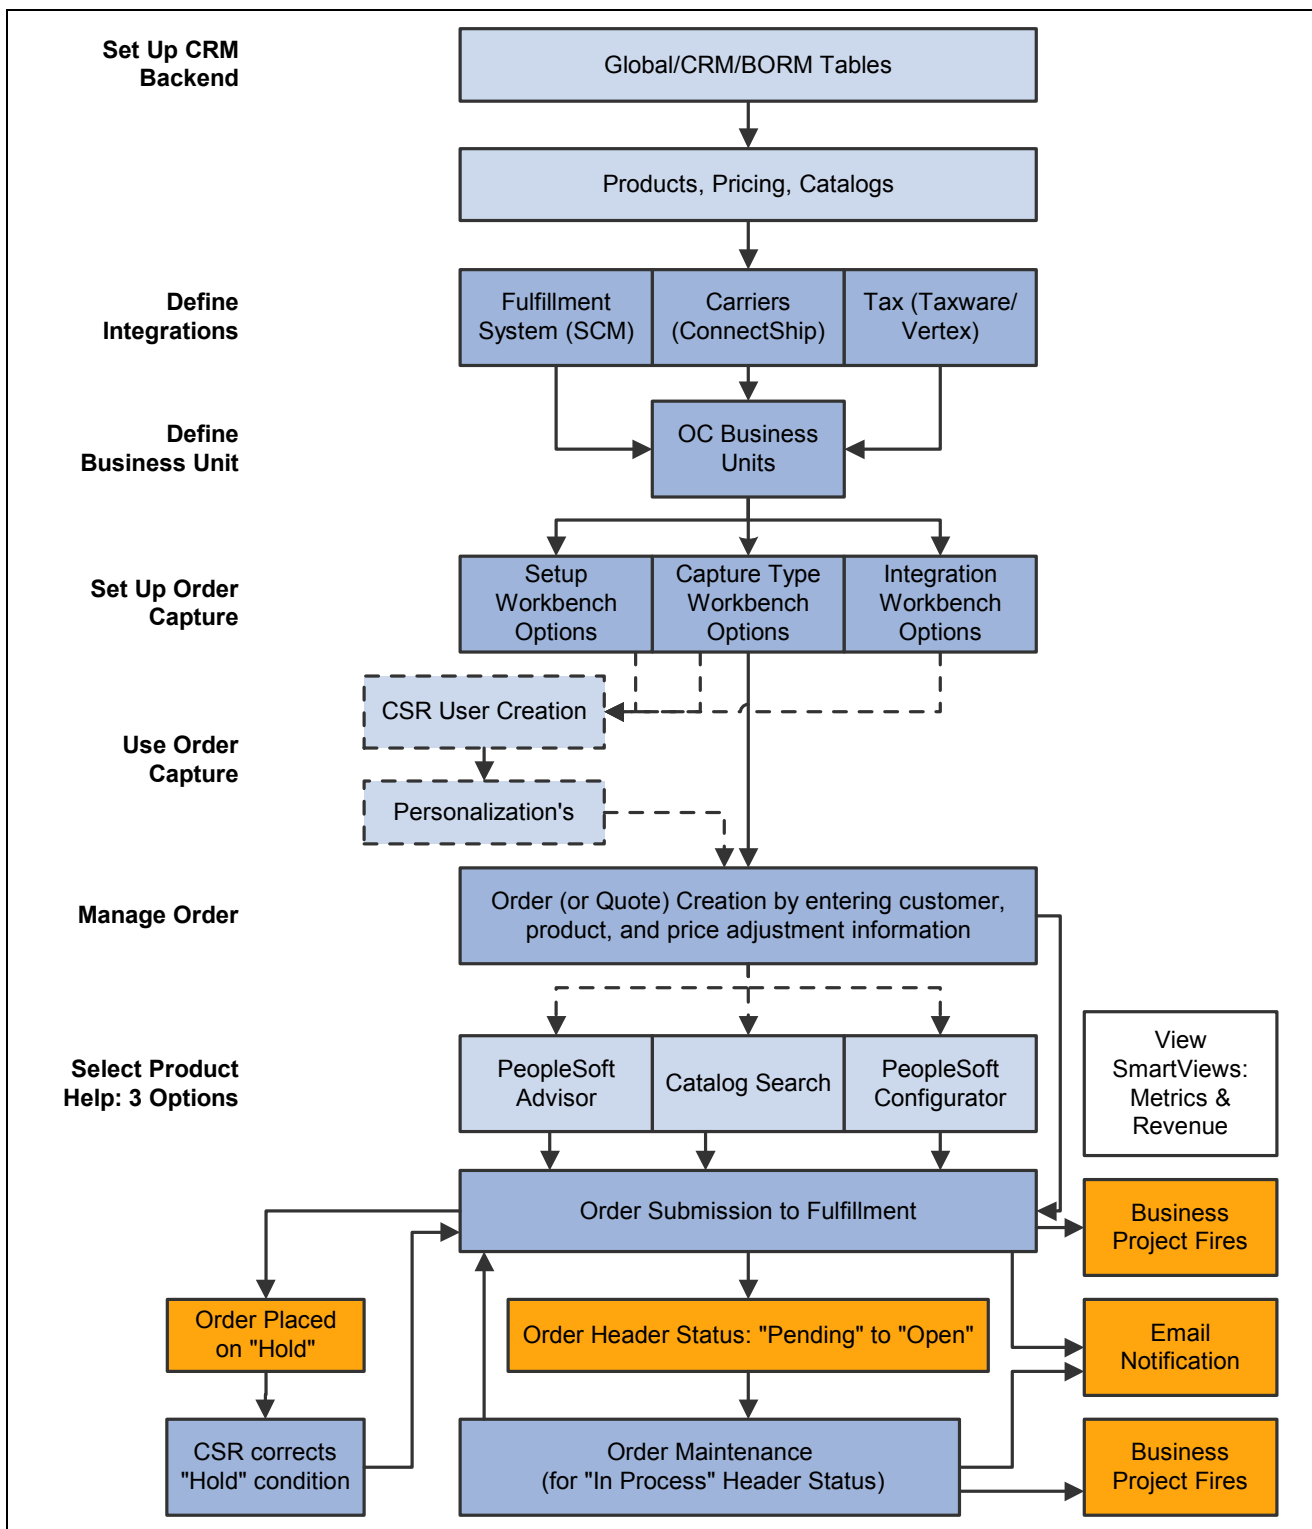 Set Up CRM
Backend
Global/CRM/BORM Tables
Products, Pricing, Catalogs
Define
Integrations
Fulfillment
System (SCM)
Carriers
(ConnectShip)
Tax (Taxware/
Vertex)
Define
Business Unit
OC Business
Units
Set Up Order
Capture
Setup
Workbench
Options
Capture Type
Workbench
Options
Integration
Workbench
Options
CSR User Creation
Use Order
Capture
Personalization's
Manage Order
Order (or Quote) Creation by entering customer,
product, and price adjustment information
Select Product
Help: 3 Options
PeopleSoft
Advisor
Catalog Search
PeopleSoft
Configurator
View
SmartViews:
Metrics &
Revenue
Order Submission to Fulfillment
Business
Project Fires
Order Placed
on "Hold"
Order Header Status: "Pending" to "Open"
Email
Notification
CSR corrects
"Hold" condition
Order Maintenance
(for "In Process" Header Status)
Business
Project Fires